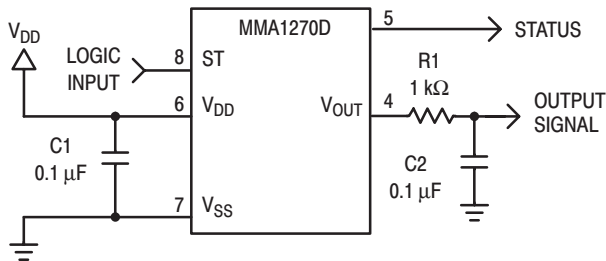 V_DD
LOGIC
INPUT
8
ST
MMA1270D
5
STATUS
R1
1 kΩ
6
V_DD
V_OUT
4
OUTPUT
SIGNAL
C1
0.1 μF
C2
0.1 μF
7
V_SS